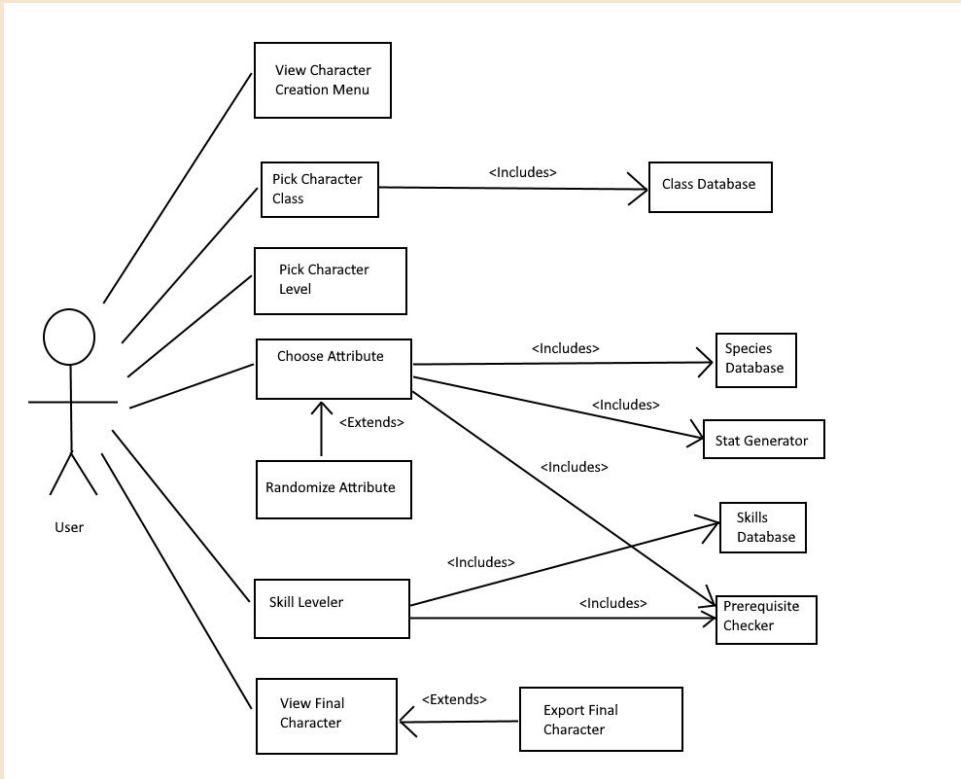 View Character
Creation Menu
Pick Character
Class
<Includes>
Class Database
Pick Character
Level
Choose Attribute
<Includes>
Species
Database
<Includes>
Stat Generator
<Extends>
<Includes>
Randomize Attribute
User
Skills
Database
<Includes>
Skill Leveler
<Includes>
Prerequisite
Checker
View Final
Character
<Extends>
Export Final
Character